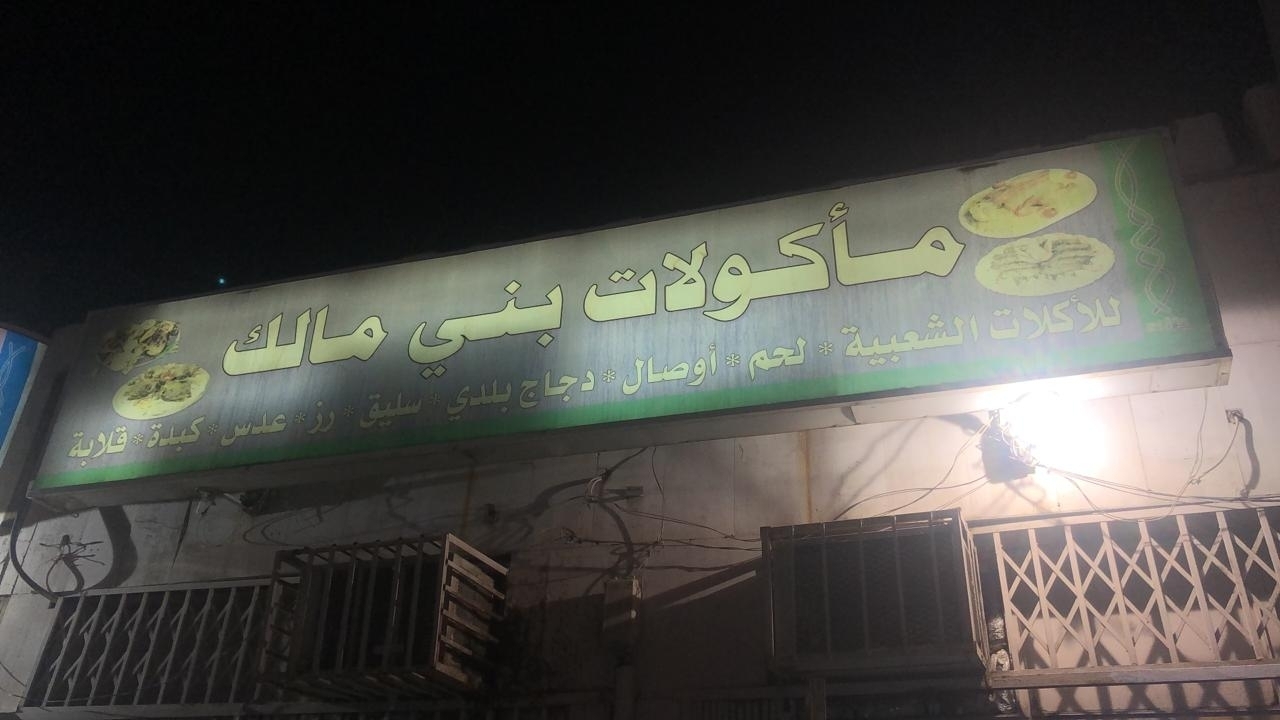 مأكولات بني مالك
للأكلات الشعبية * لحم * أوصال * دجاج بلدي * سليق * رز * عدس * كبدة * قلابة